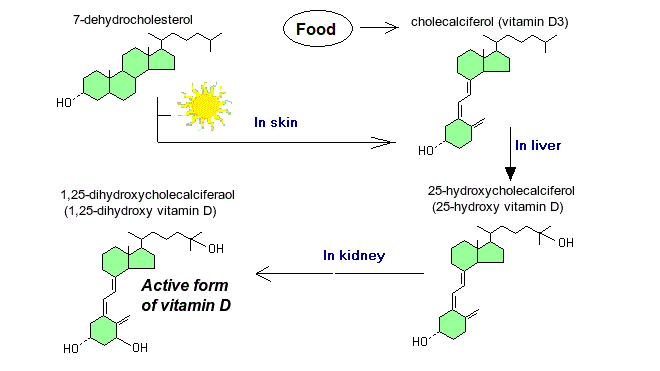 7-dehydrocholesterol
Food
cholecalciferol (vitamin D3)
HO
In skin
HO
In liver
1,25-dihydroxycholecalciferaol
(1,25-dihydroxy vitamin D)
25-hydroxycholecalciferol
(25-hydroxy vitamin D)
OH
OH
In kidney
Active form
of vitamin D
HO
OH
HO